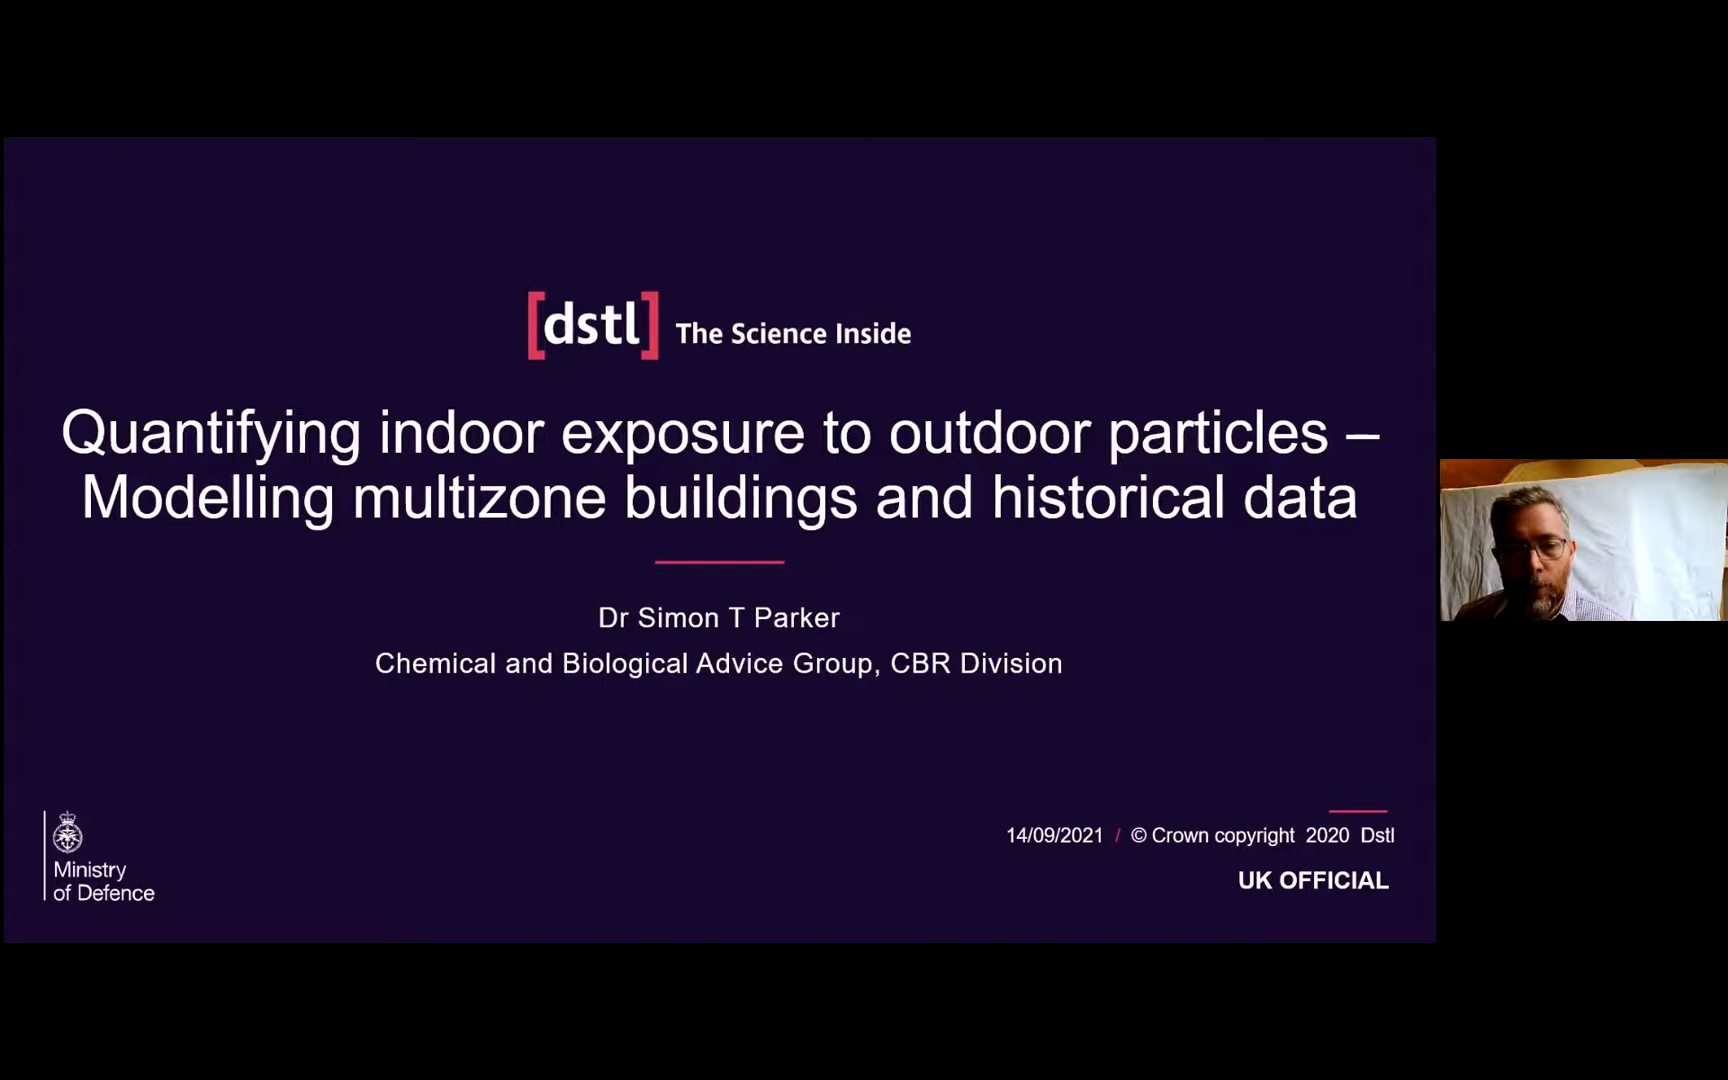 [dstl] The Science Inside
Quantifying indoor exposure to outdoor particles –
Modelling multizone buildings and historical data
Dr Simon T Parker
Chemical and Biological Advice Group, CBR Division
Ministry
of Defence
14/09/2021 / © Crown copyright 2020 Dstl
UK OFFICIAL